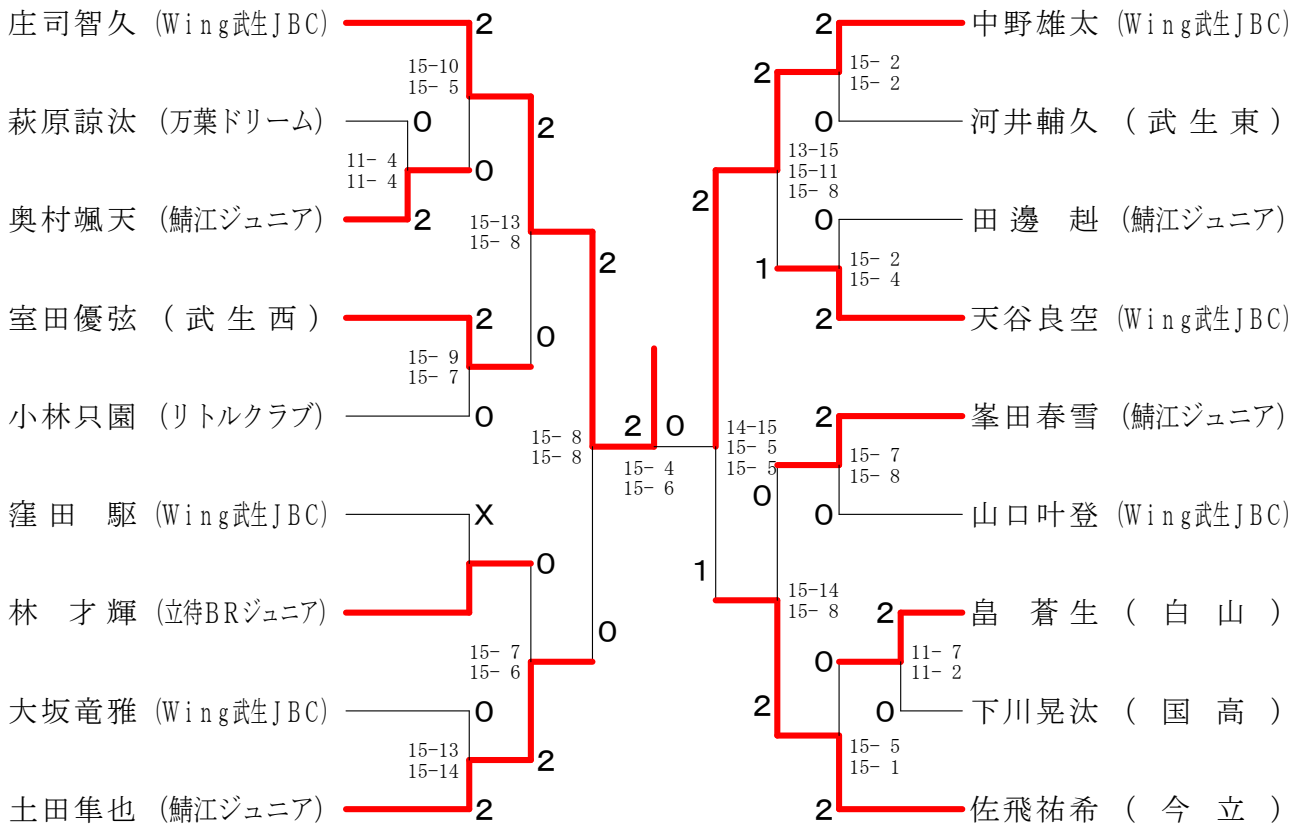 庄司智久 (Wing武生JBC)
2
15-10
15- 5
萩原諒汰 (万葉ドリーム)
0
2
11- 4
11- 4
0
奥村颯天 (鯖江ジュニア)
2
15-13
15- 8
2
室田優弦 (武生西)
2
0
15- 9
15- 7
小林只園 (リトルクラブ)
0
15- 8
15- 8
窪田 駆 (Wing武生JBC)
X
0
林 才輝 (立待BRジュニア)
0
15- 7
15- 6
大坂竜雅 (Wing武生JBC)
0
15-13
15-14
2
土田隼也 (鯖江ジュニア)
2
2 0
15- 4
15- 6
2 中野雄太 (Wing武生JBC)
2
15- 2
15- 2
0 河井輔久 (武生東)
13-15
15-11
15- 8
2
0 田邊 赳 (鯖江ジュニア)
1
15- 2
15- 4
2 天谷良空 (Wing武生JBC)
14-15
15- 5
15- 5
2 峯田春雪 (鯖江ジュニア)
15- 7
15- 8
0
0 山口叶登 (Wing武生JBC)
1
15-14
15- 8
2 畠 蒼生 (白山)
11- 7
11- 2
0
0 下川晃汰 (国高)
2
15- 5
15- 1
2 佐飛祐希 (今立)